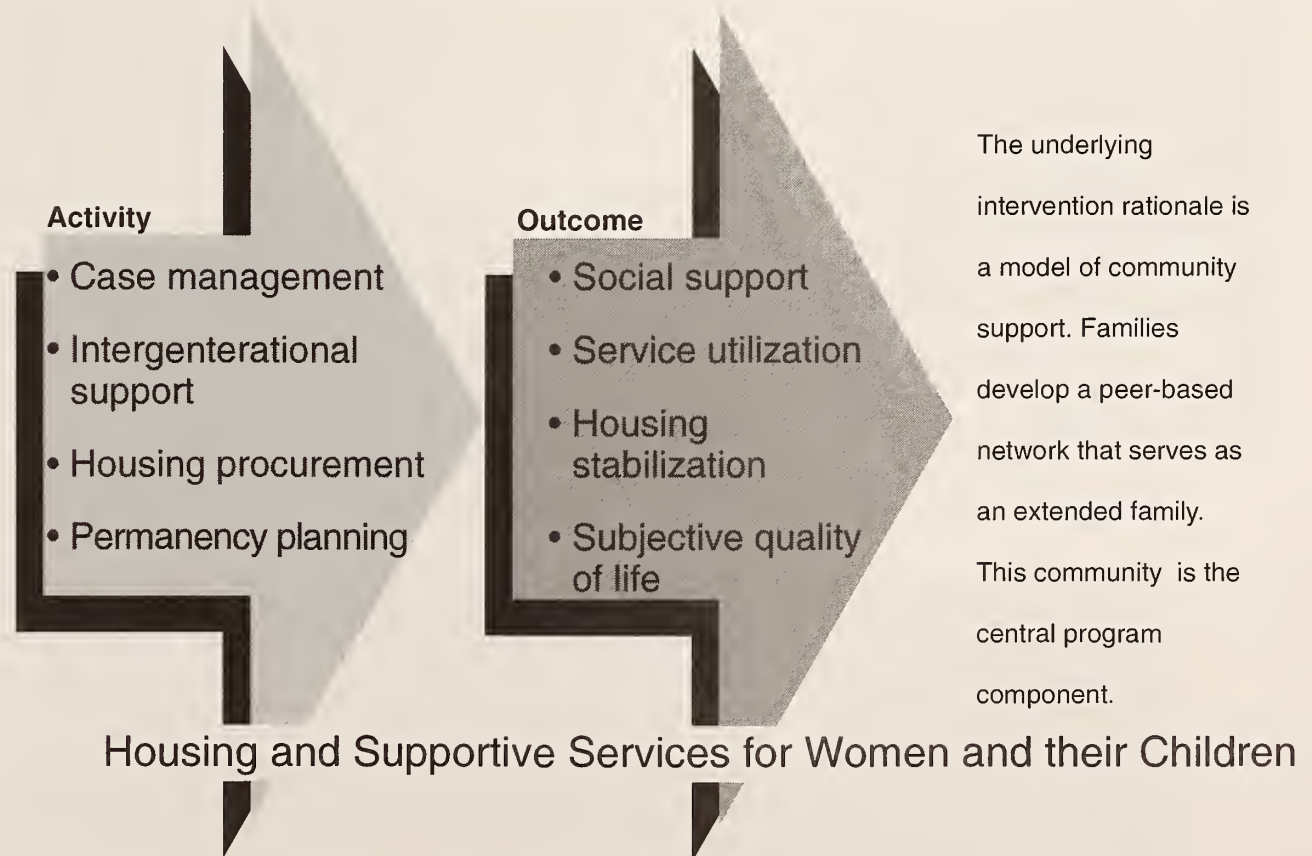 Activity
• Case management
• Intergenterational
support
• Housing procurement
• Permanency planning
Outcome
• Social support
• Service utilization
• Housing
stabilization
• Subjective quality
of life
The underlying
intervention rationale is
a model of community
support. Families
develop a peer-based
network that serves as
an extended family.
This community is the
central program
component.
Housing and Supportive Services for Women and their Children